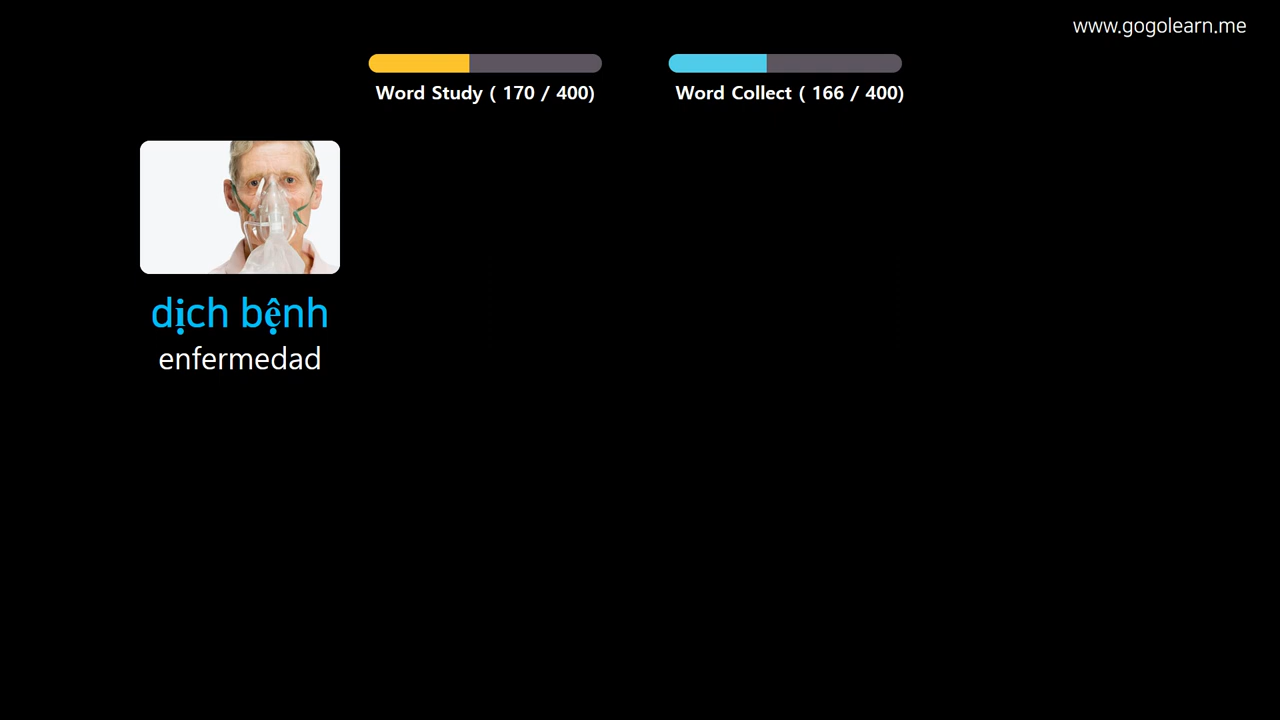 www.gogolearn.me
Word Study ( 170 / 400)
Word Collect ( 166 / 400)
dịch bệnh
enfermedad